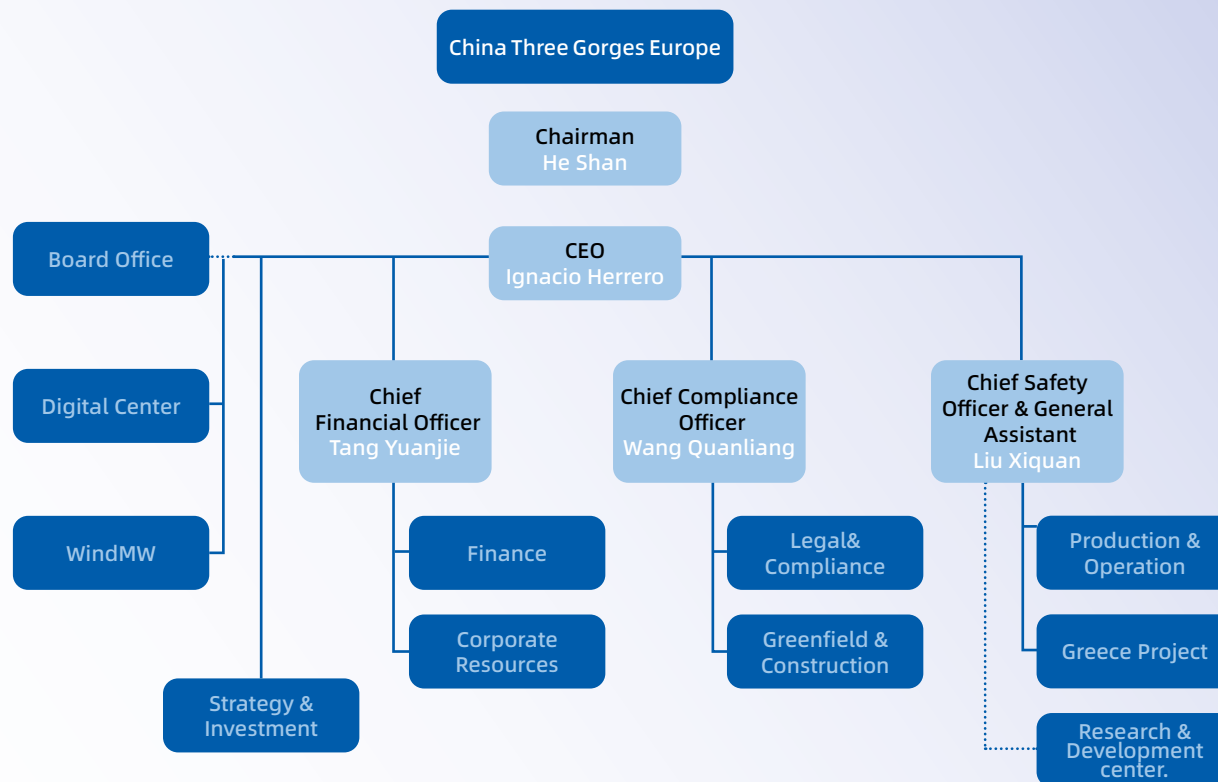 China Three Gorges Europe
Chairman
He Shan
CEO
Ignacio Herrero
Board Office
Digital Center
WindMW
Strategy &
Investment
Chief
Financial Officer
Tang Yuanjie
Finance
Corporate
Resources
Chief Compliance
Officer
Wang Quanliang
Legal&
Compliance
Greenfield &
Construction
Chief Safety
Officer & General
Assistant
Liu Xiquan
Production &
Operation
Greece Project
Research &
Development
center.